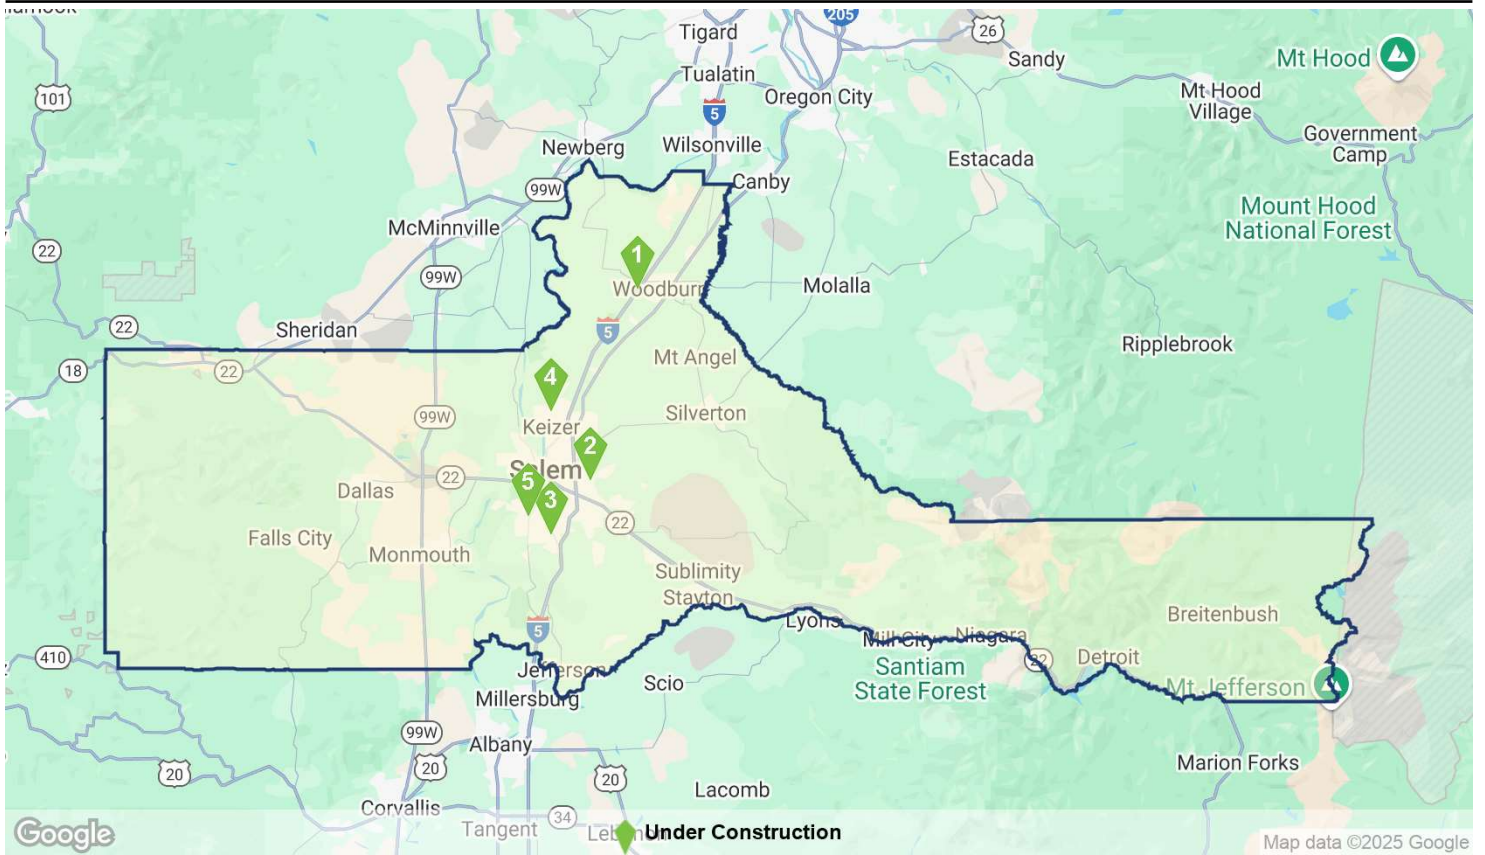 205
Tigard
26
Sandy
Mt Hood
Tualatin
101
Oregon City
Mt Hood
Village
5
Government
Camp
Newberg
Wilsonville
Estacada
99W
Canby
Mount Hood
National Forest
McMinnville
22
1
99W
Molalla
Woodburn
22
Sheridan
5
Ripplebrook
18
22
Mt Angel
4
99W
Silverton
Keizer
2
Salem
22
5
Dallas
3
22
Falls City
Monmouth
Sublimity
Stayton
Breitenbush
Lyons
5
Mill City
Niagara
410
22
Detroit
Jefferson
Santiam
State Forest
Scio
Mt Jefferson
Millersburg
99W
Albany
20
20
20
Marion Forks
Lacomb
Corvallis
34
Tangent
Lebanon
Under Construction
Google
Map data ©2025 Google